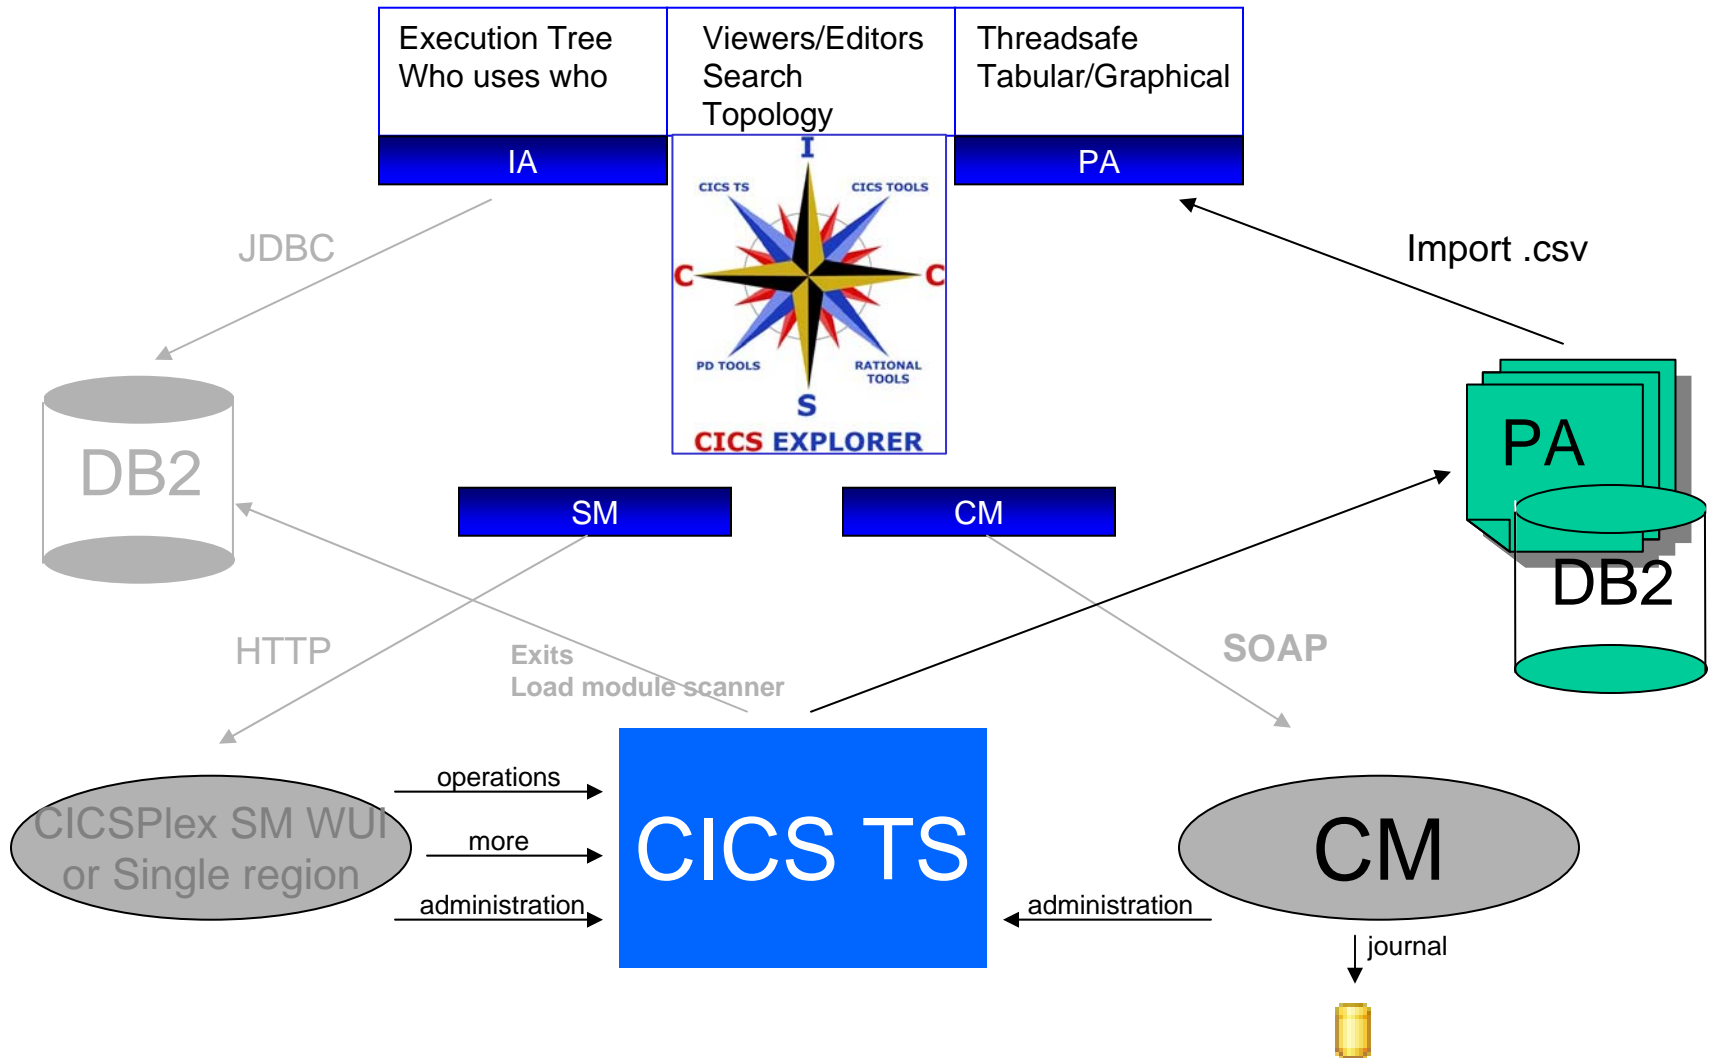 Execution Tree
Who uses who
Viewers/Editors
Search
Topology
Threadsafe
Tabular/Graphical
IA
PA
I
CICS TS
CICS TOOLS
C
C
PD TOOLS
RATIONAL
TOOLS
S
CICS EXPLORER
JDBC
Import .csv
DB2
PA
DB2
SM
CM
HTTP
Exits
Load module scanner
SOAP
CICSPlex SM WUI
or Single region
operations
more
administration
CICS TS
administration
CM
journal